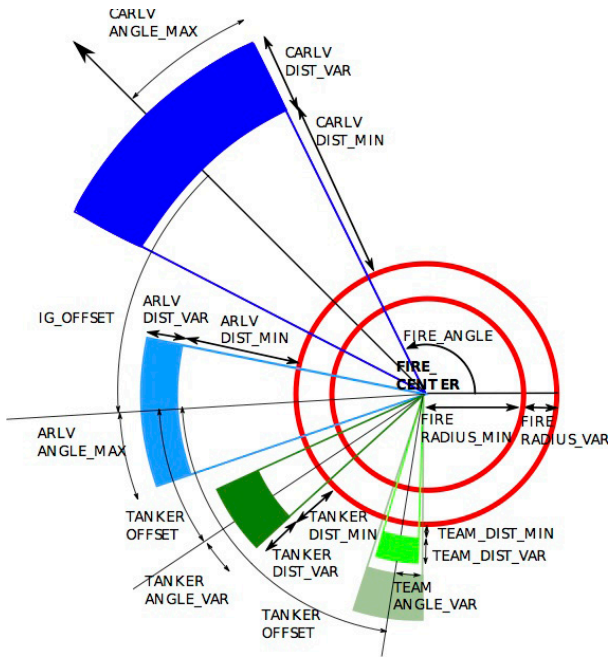 CARLV
ANGLE_MAX
CARLV
DIST_VAR
CARLV
DIST_MIN
IG_OFFSET
ARLV
DIST_VAR
ARLV
DIST_MIN
FIRE_ANGLE
FIRE_
CENTER
FIRE
RADIUS_MIN
FIRE
RADIUS_VAR
ARLV
ANGLE_MAX
TANKER
OFFSET
TANKER
DIST_MIN
TANKER
DIST_VAR
TANKER
ANGLE_VAR
TEAM_DIST_MIN
TEAM_DIST_VAR
TEAM
ANGLE_VAR
TANKER
OFFSET